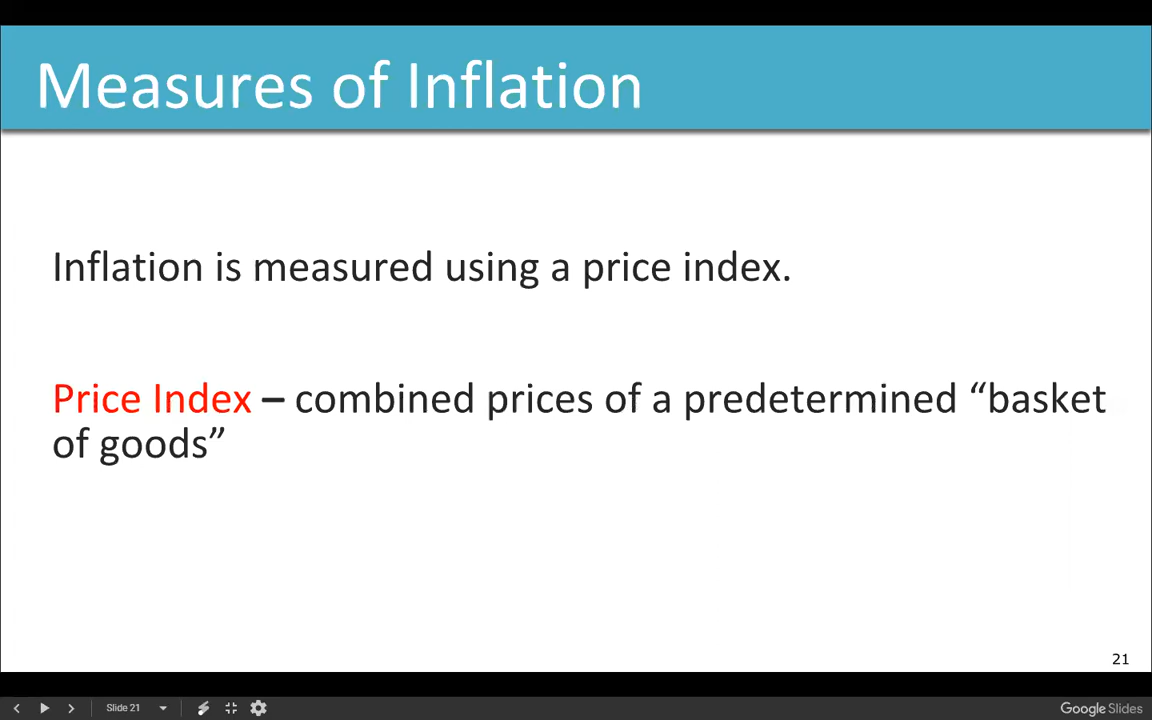 Measures of Inflation
Inflation is measured using a price index.
Price Index – combined prices of a predetermined “basket
of goods”
21
Slide 21
Google Slides